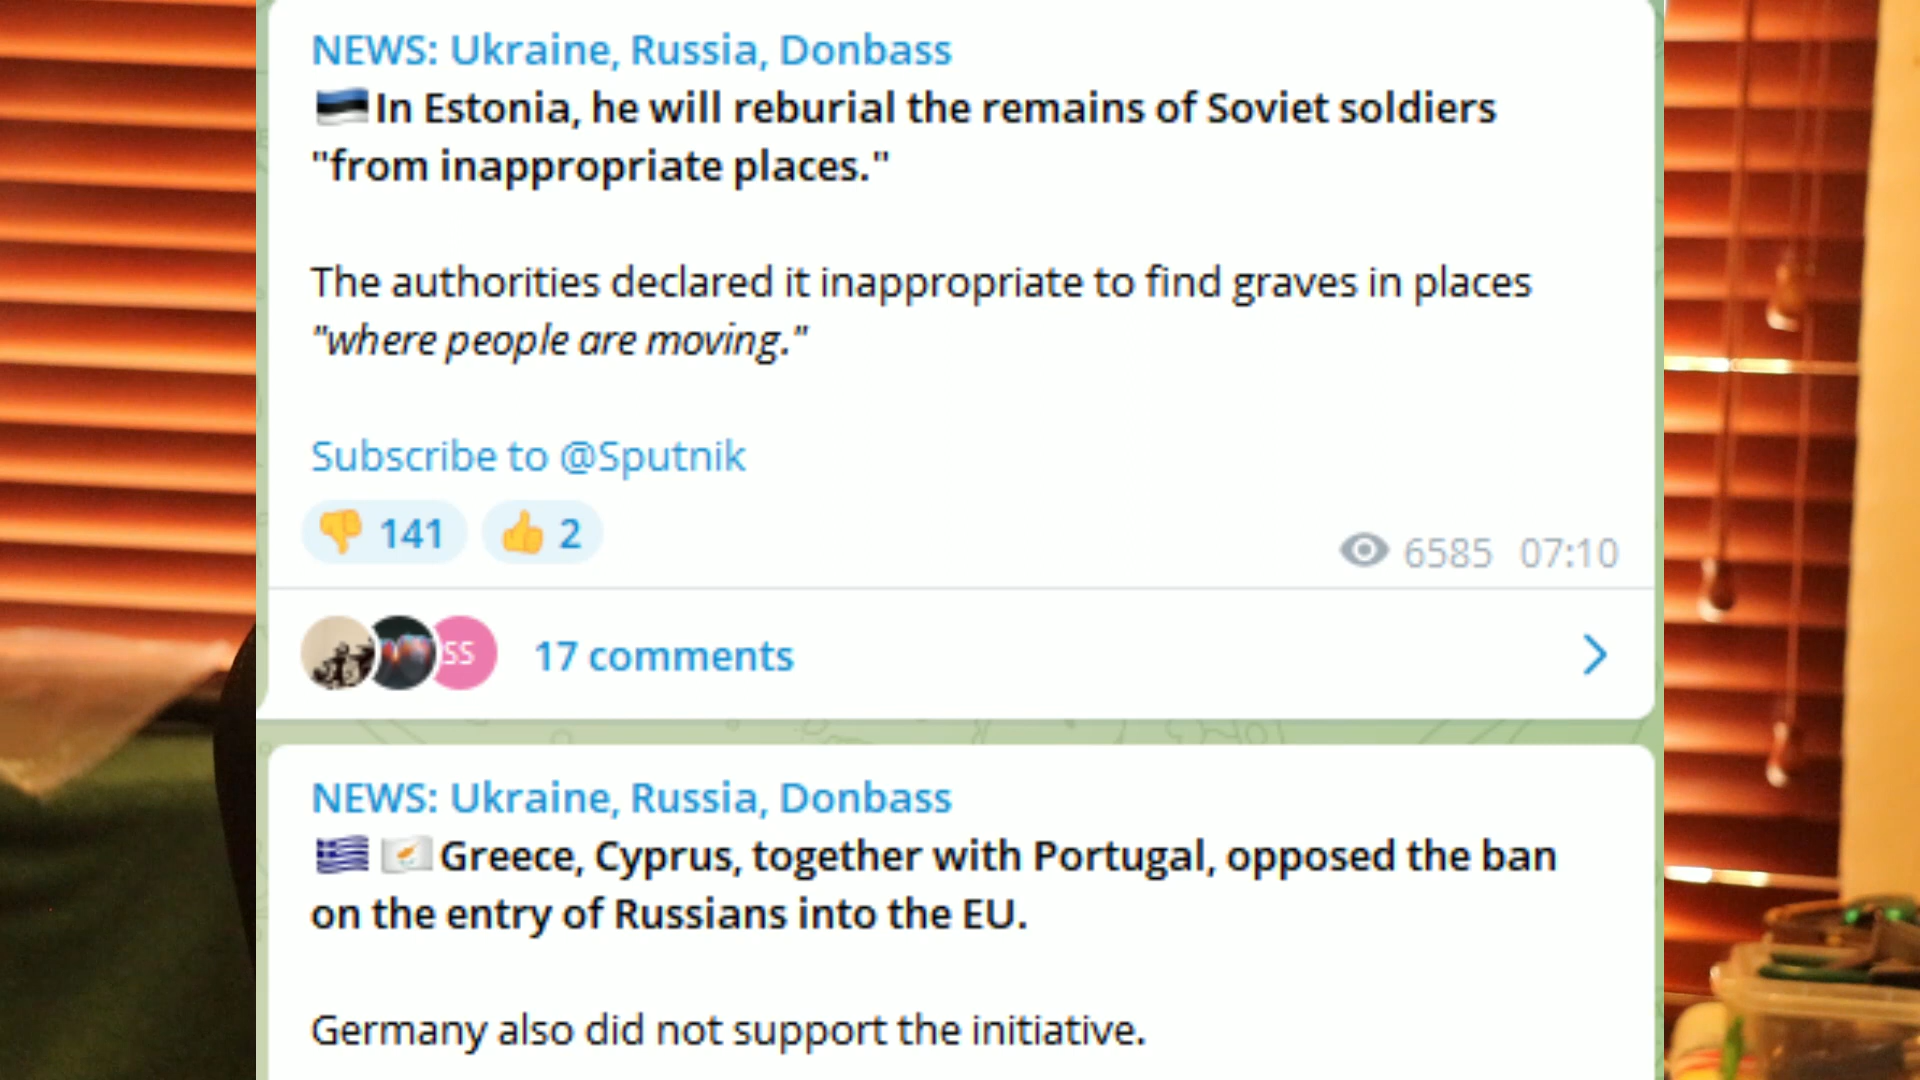 NEWS: Ukraine, Russia, Donbass
In Estonia, he will reburial the remains of Soviet soldiers
"from inappropriate places."
The authorities declared it inappropriate to find graves in places
"where people are moving."
Subscribe to @Sputnik
141 2
6585 07:10
SS
17 comments
NEWS: Ukraine, Russia, Donbass
Greece, Cyprus, together with Portugal, opposed the ban
on the entry of Russians into the EU.
Germany also did not support the initiative.